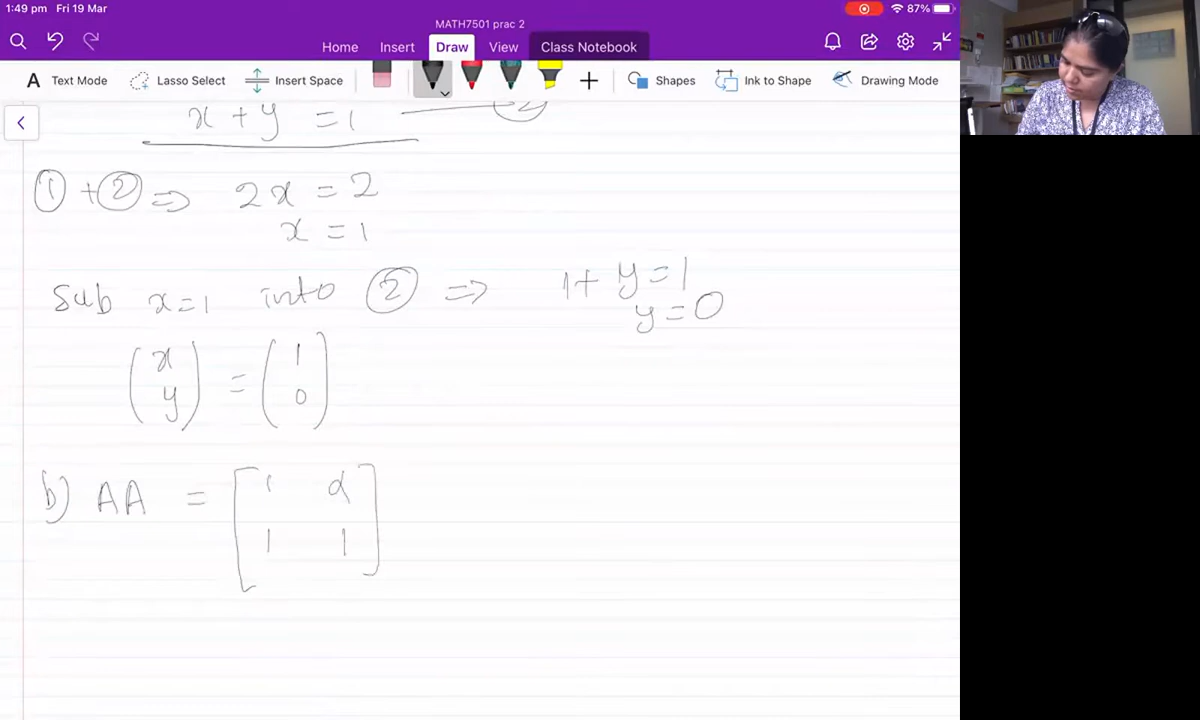 1:49 pm Fri 19 Mar
87%
MATH7501 prac 2
Home Insert Draw View Class Notebook
A Text Mode Lasso Select Insert Space Shapes Ink to Shape Drawing Mode
x + y = 1 — ②
① + ② ⇒ 2x = 2
x = 1
Sub x = 1 into ② ⇒ 1 + y = 1
y = 0
(x y) = (1 0)
b) AA = [1 α
1 1]